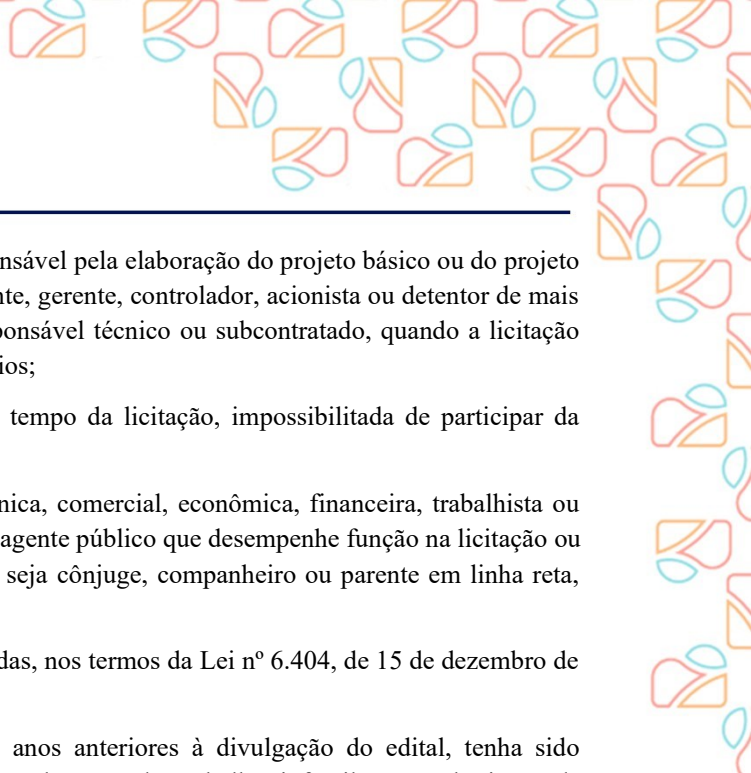 nsável pela elaboração do projeto básico ou do projeto
nte, gerente, controlador, acionista ou detentor de mais
ponsável técnico ou subcontratado, quando a licitação
ios;
tempo da licitação, impossibilitada de participar da
nica, comercial, econômica, financeira, trabalhista ou
agente público que desempenhe função na licitação ou
seja cônjuge, companheiro ou parente em linha reta,
das, nos termos da Lei nº 6.404, de 15 de dezembro de
anos anteriores à divulgação do edital, tenha sido